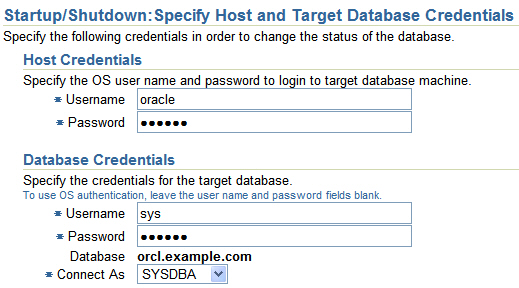 Startup/Shutdown:Specify Host and Target Database Credentials
Specify the following credentials in order to change the status of the database.
Host Credentials
Specify the OS user name and password to login to target database machine.
* Username oracle
* Password ••••••
Database Credentials
Specify the credentials for the target database.
To use OS authentication, leave the user name and password fields blank.
* Username sys
* Password ••••••
Database orcl.example.com
* Connect As SYSDBA